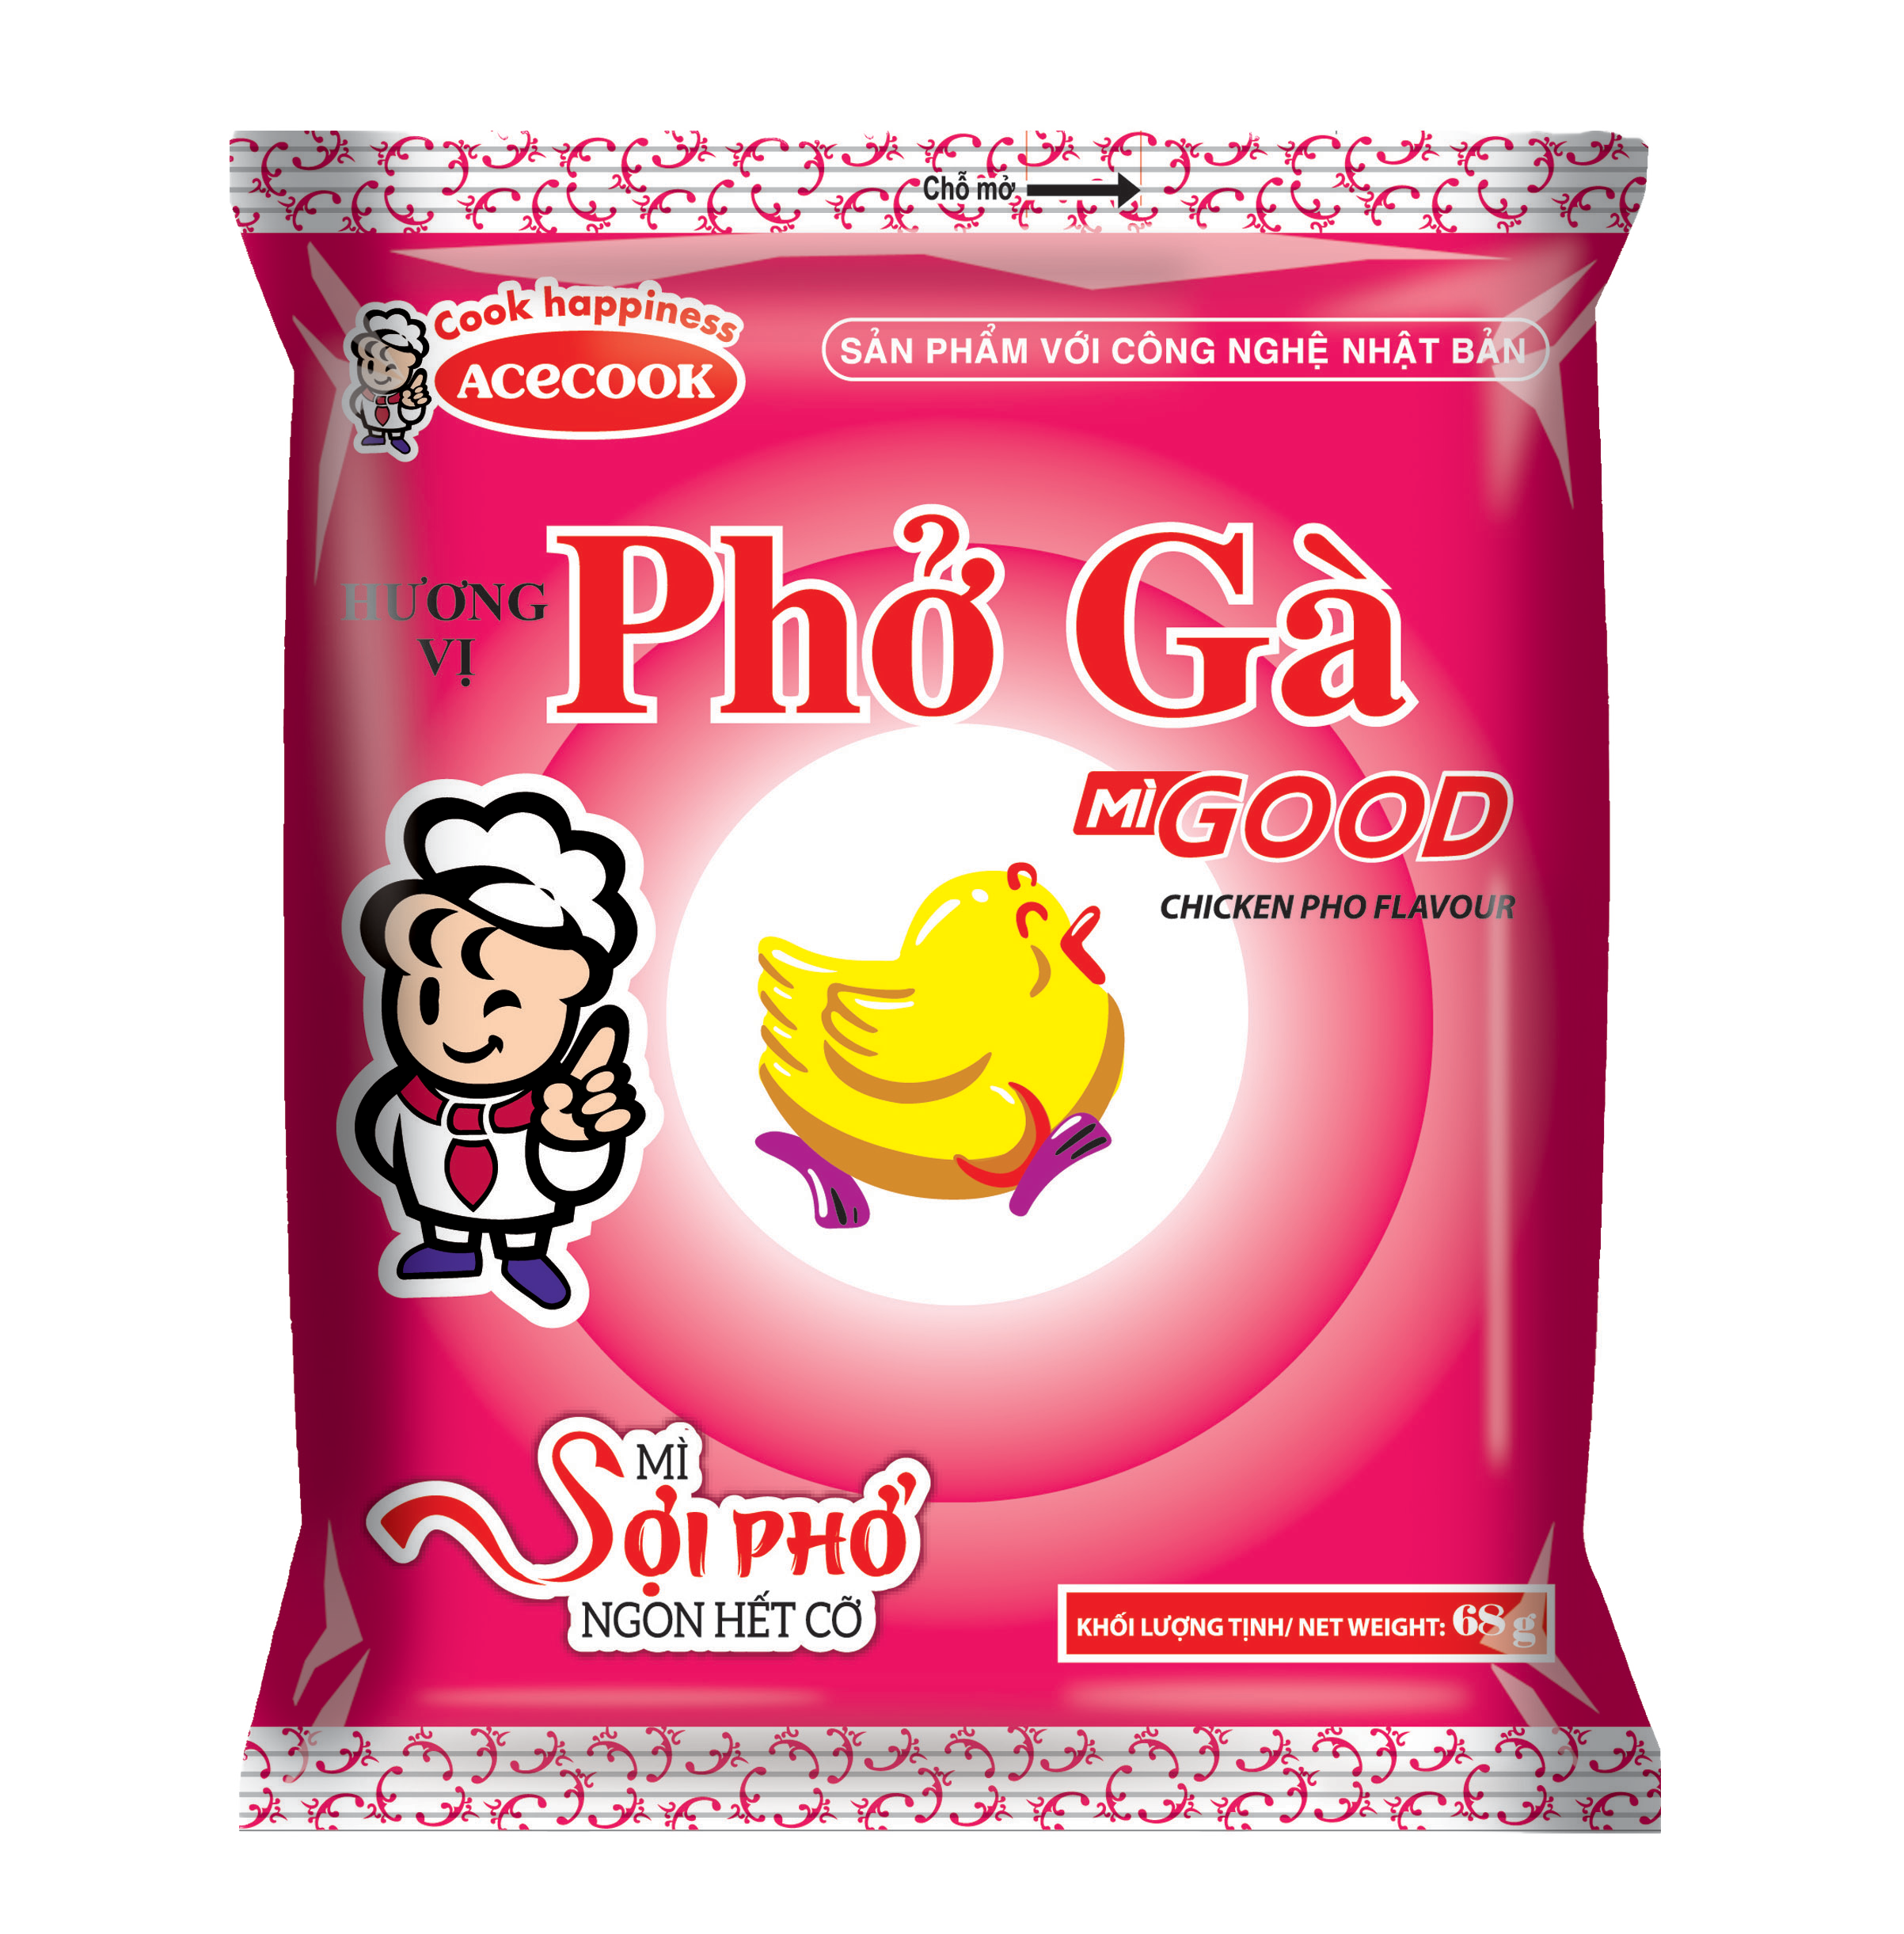 Chỗ mở
Cook happiness
ACECOOK
SẢN PHẨM VỚI CÔNG NGHỆ NHẬT BẢN
HƯƠNG
VỊ
Phở Gà
MÌ GOOD
CHICKEN PHO FLAVOUR
MÌ
SỢI PHỞ
NGON HẾT CỠ
KHỐI LƯỢNG TỊNH/ NET WEIGHT: 68 g